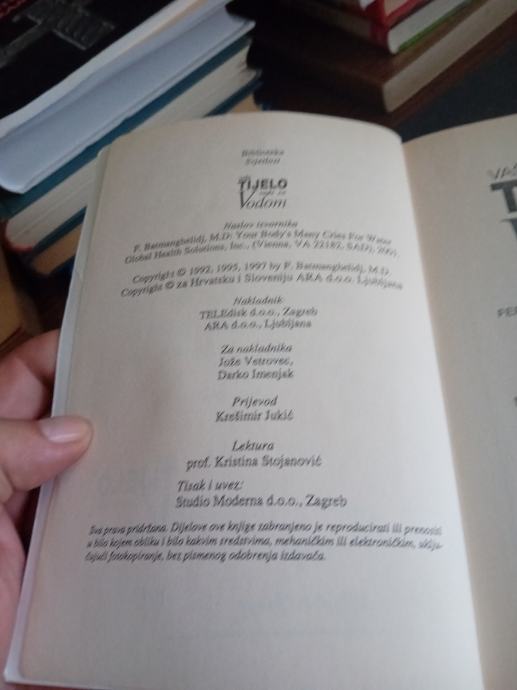 Biblioteka
Svjetlost
Vaše
TIJELO
vapi za
Vodom
Naslov izvornika
F. Batmanghelidj, M.D: Your Body's Many Cries For Water
Global Health Solutions, Inc., (Vienna, VA 22182, SAD), 2001.
Copyright © 1992, 1995, 1997 by F. Batmanghelidj, M.D.
Copyright © za Hrvatsku i Sloveniju ARA d.o.o. Ljubljana
Nakladnik
TELEdisk d.o.o., Zagreb
ARA d.o.o., Ljubljana
Za nakladnika
Jože Vetrovec,
Darko Imenjak
Prijevod
Krešimir Jukić
Lektura
prof. Kristina Stojanović
Tisak i uvez:
Studio Moderna d.o.o., Zagreb
Sva prava pridržana. Dijelove ove knjige zabranjeno je reproducirati ili prenositi
u bilo kojem obliku i bilo kakvim sredstvima, mehaničkim ili elektroničkim, uklju-
čujući fotokopiranje, bez pismenog odobrenja izdavača.